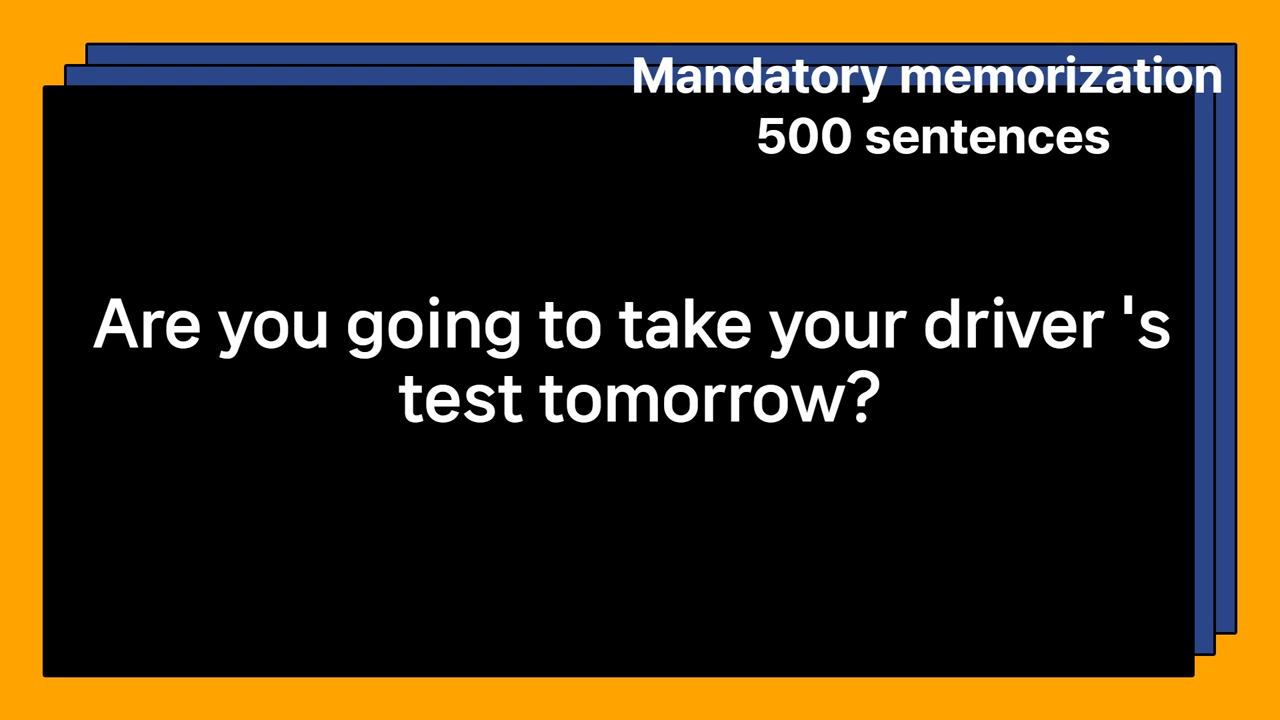 Mandatory memorization
500 sentences
Are you going to take your driver 's
test tomorrow?